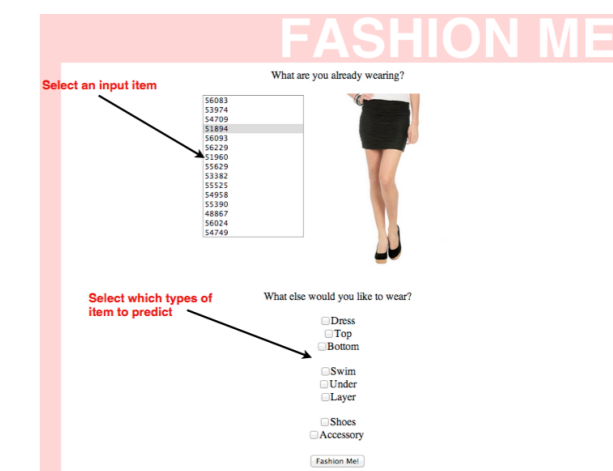 FASHION ME
What are you already wearing?
Select an input item
56083
53974
54709
51894
56093
56229
51960
55629
53382
55525
54958
55390
48867
56024
54749
Select which types of
item to predict
What else would you like to wear?
Dress
Top
Bottom
Swim
Under
Layer
Shoes
Accessory
Fashion Me!